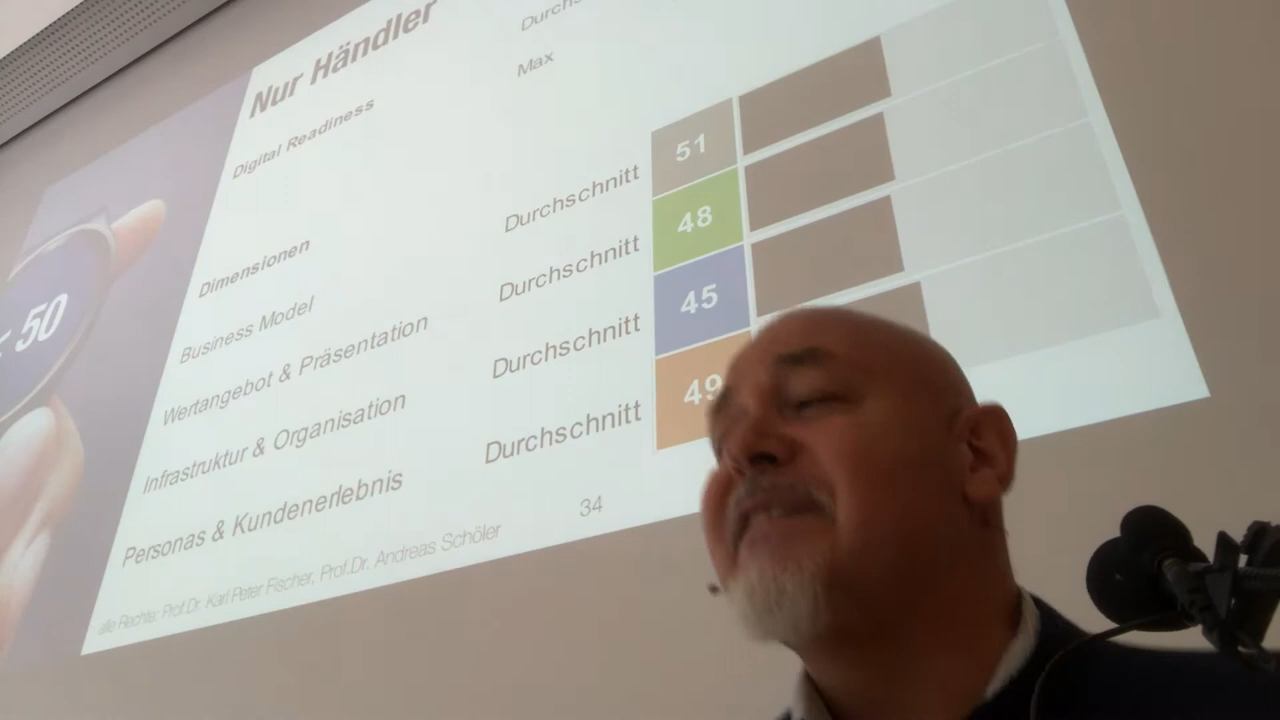 Nur Händler
Digital Readiness
Max
Dimensionen
Business Model Durchschnitt 51
Wertangebot & Präsentation Durchschnitt 48
Infrastruktur & Organisation Durchschnitt 45
Personas & Kundenerlebnis Durchschnitt 49
50
alle Rechte: Prof.Dr. Karl Peter Fischer, Prof.Dr. Andreas Schöler 34